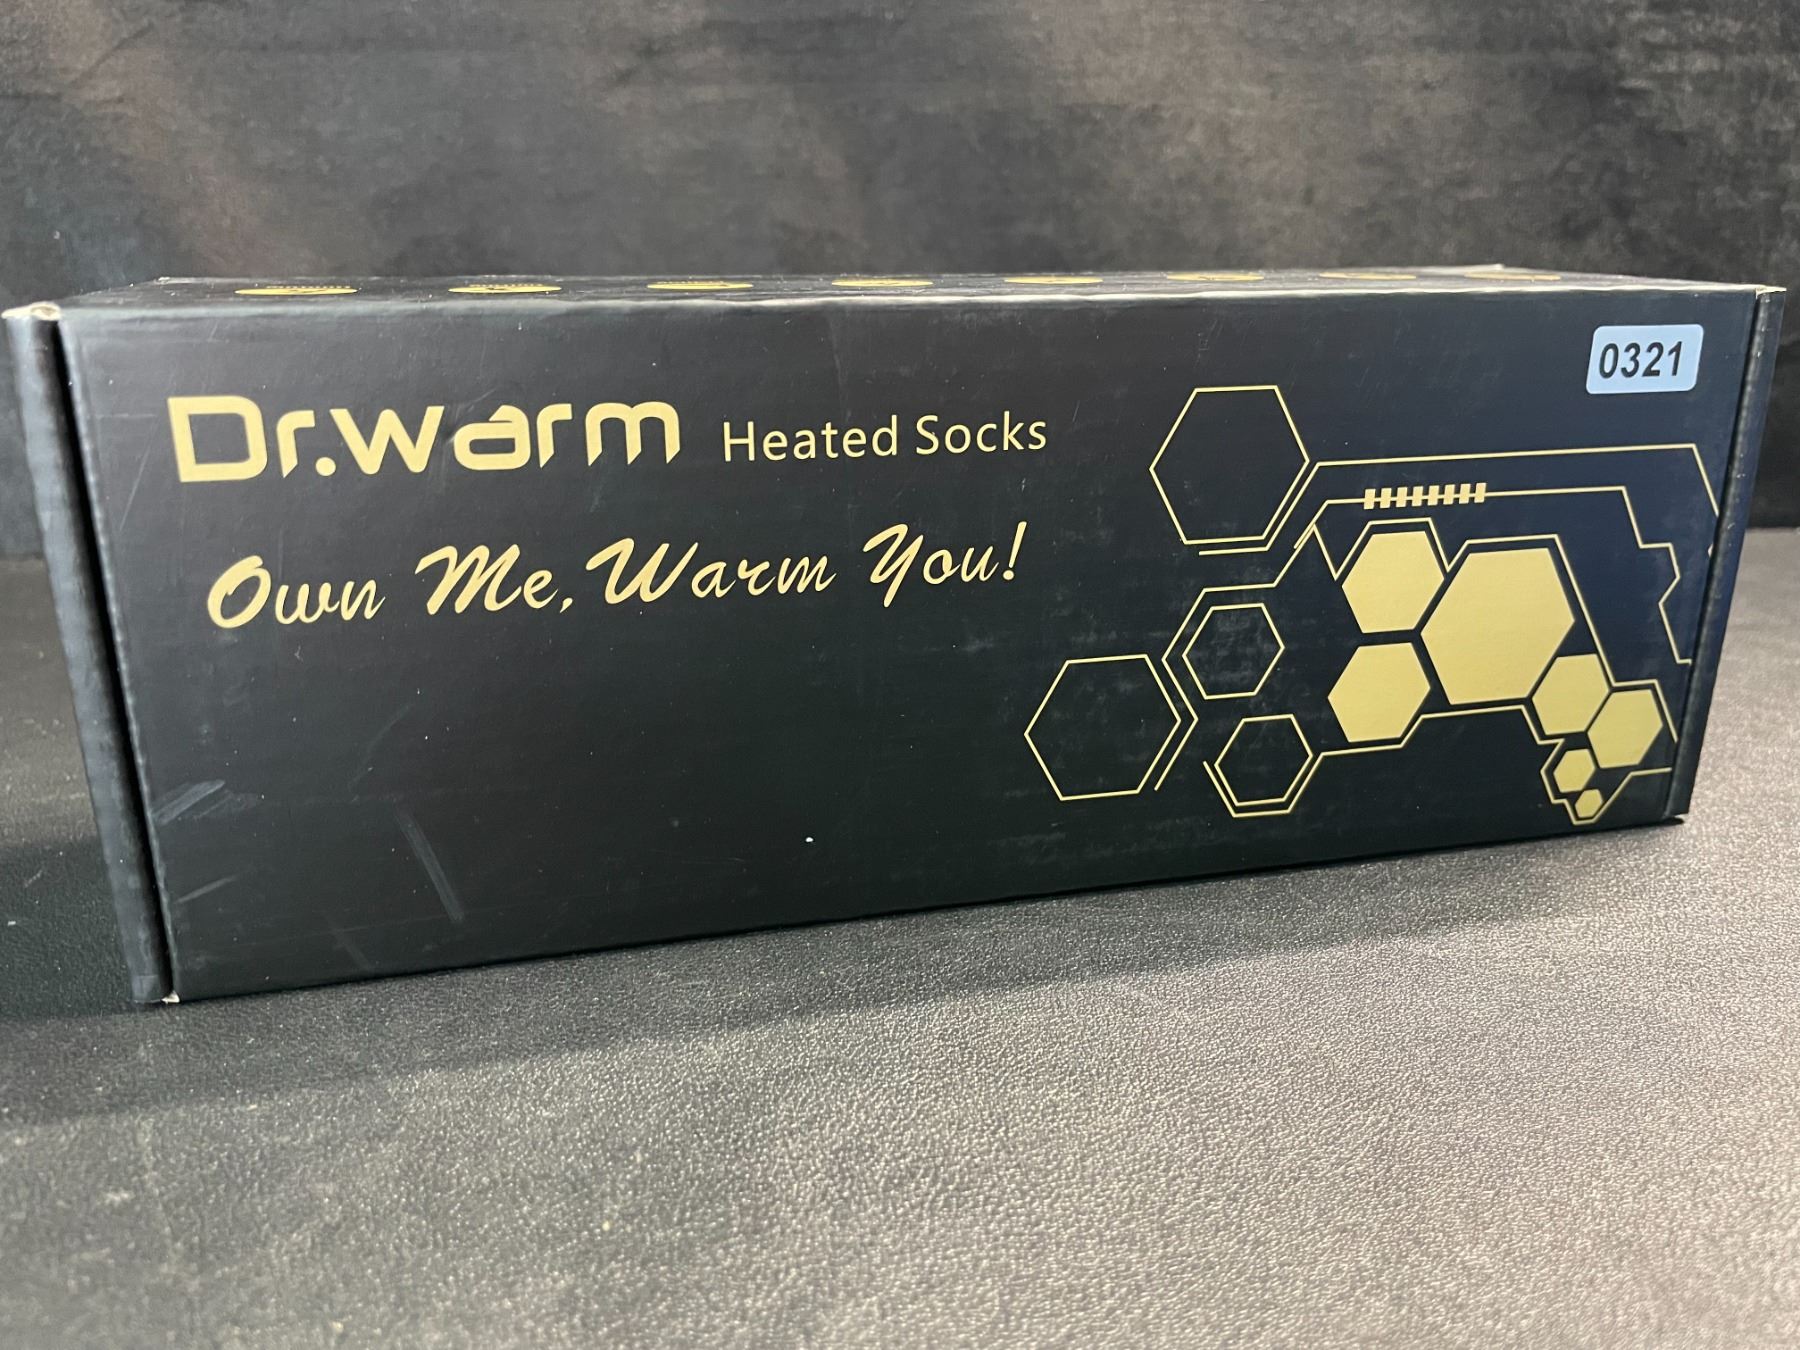 0321
Dr.warm Heated Socks
Own Me, Warm You!